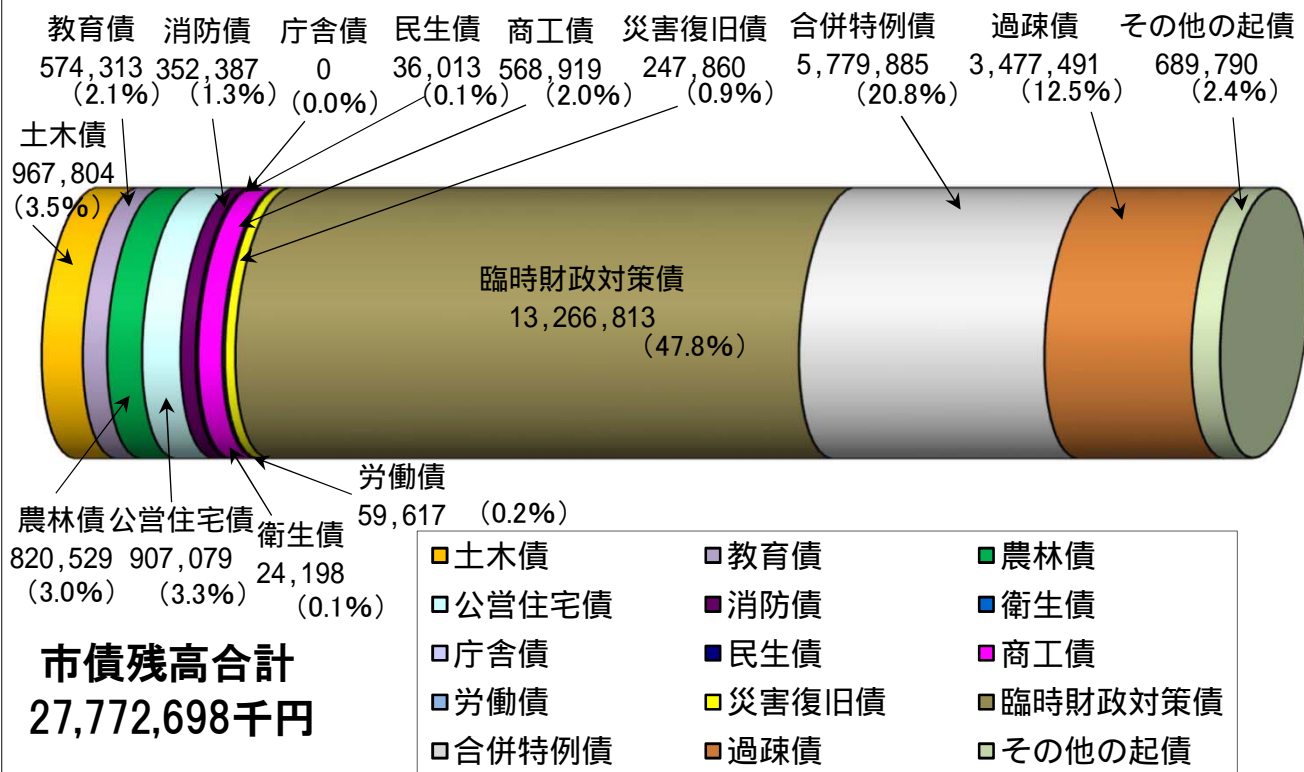 教育債 消防債 庁舎債 民生債 商工債 災害復旧債 合併特例債 過疎債 その他の起債
574,313 352,387 0 36,013 568,919 247,860 5,779,885 3,477,491 689,790
（2.1%） （1.3%） （0.0%） （0.1%） （2.0%） （0.9%） （20.8%） （12.5%） （2.4%）
土木債
967,804
（3.5%）
臨時財政対策債
13,266,813
（47.8%）
労働債
59,617 （0.2%）
農林債 公営住宅債 衛生債
820,529 907,079 24,198
（3.0%） （3.3%） （0.1%）
市債残高合計
27,772,698千円
土木債 教育債 農林債
公営住宅債 消防債 衛生債
庁舎債 民生債 商工債
労働債 災害復旧債 臨時財政対策債
合併特例債 過疎債 その他の起債